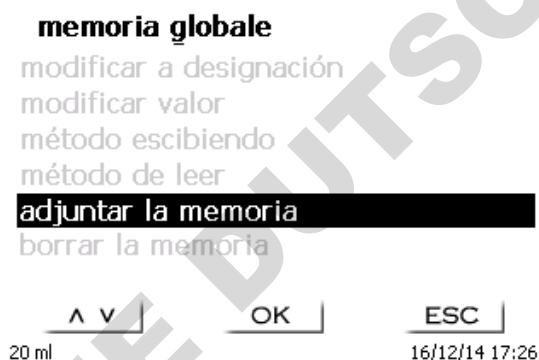 memoria globale
modificar a designación
modificar valor
método escibiendo
método de leer
adjuntar la memoria
borrar la memoria
ʌ v OK ESC
20 ml 16/12/14 17:26